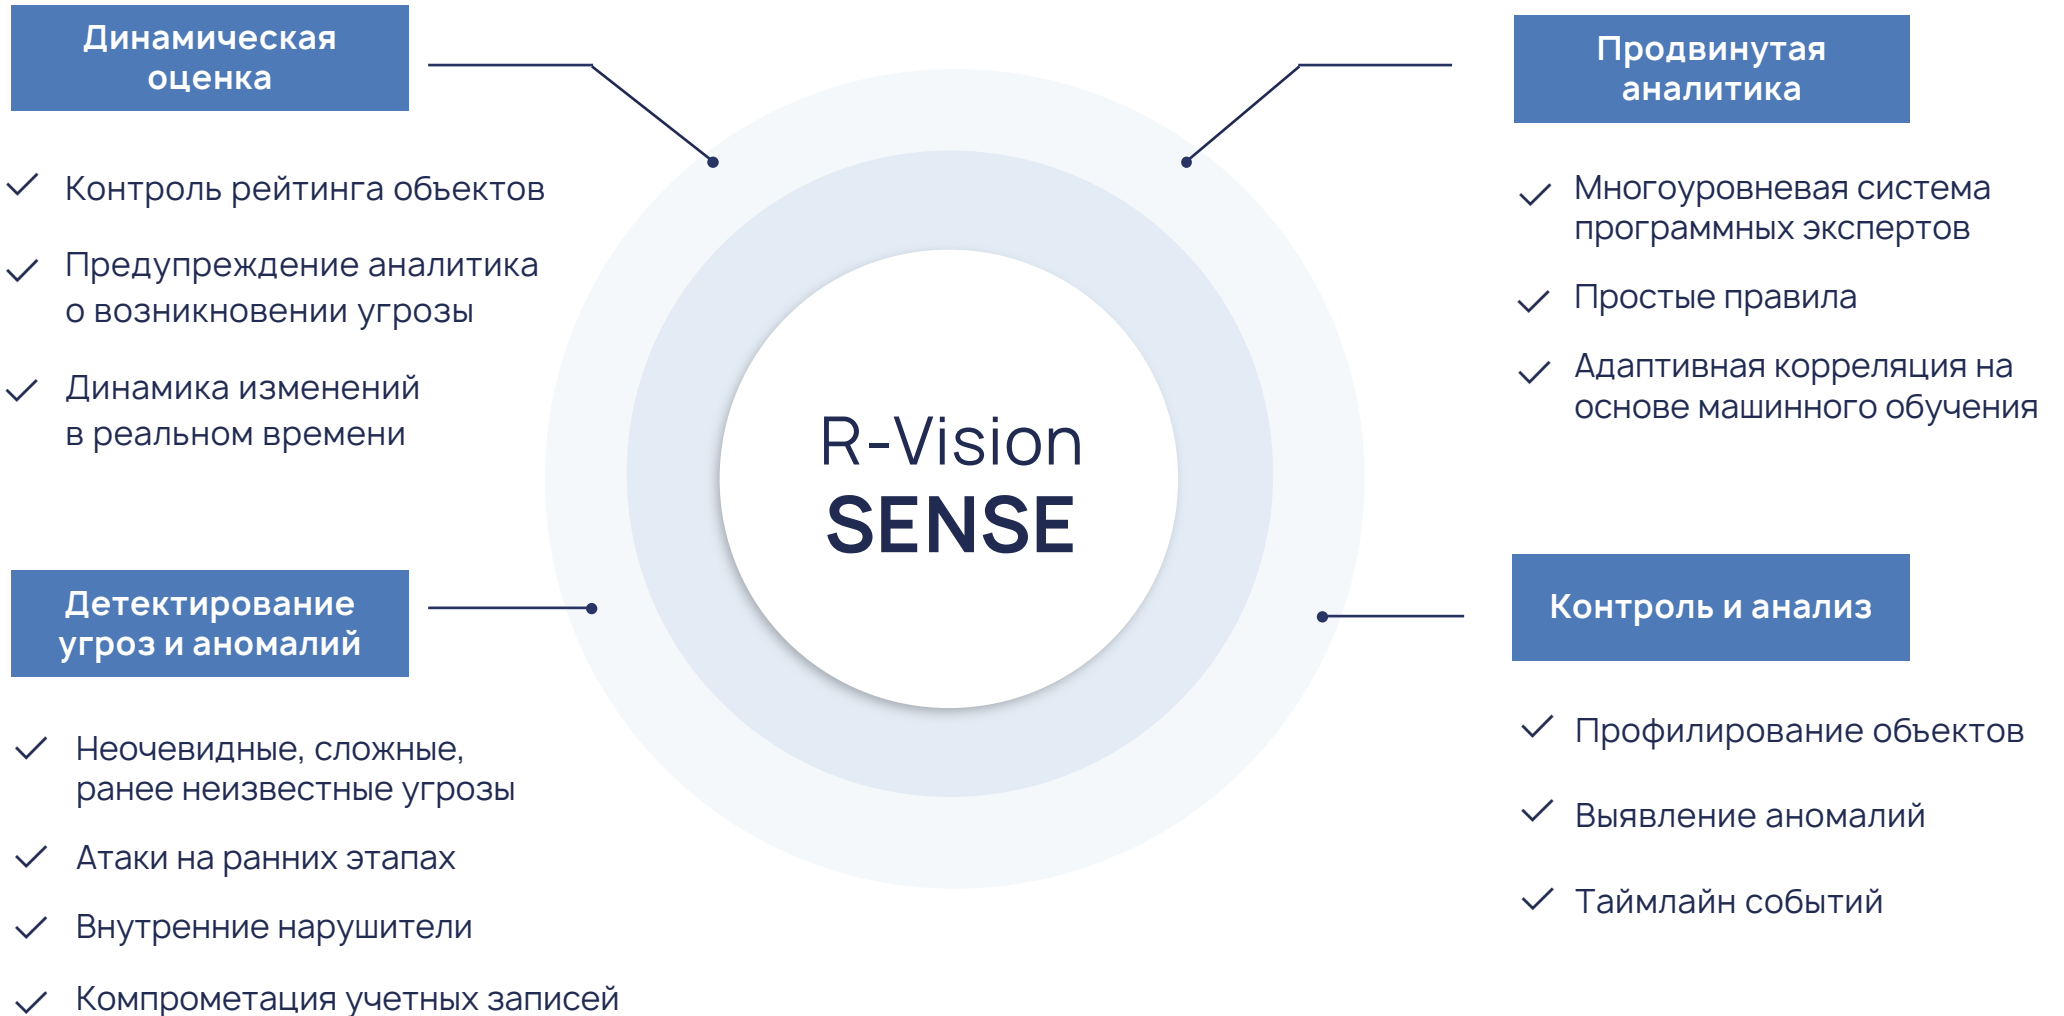 Динамическая
оценка
Контроль рейтинга объектов
Предупреждение аналитика
о возникновении угрозы
Динамика изменений
в реальном времени
Детектирование
угроз и аномалий
Неочевидные, сложные,
ранее неизвестные угрозы
Атаки на ранних этапах
Внутренние нарушители
Компрометация учетных записей
R-Vision
SENSE
Продвинутая
аналитика
Многоуровневая система
программных экспертов
Простые правила
Адаптивная корреляция на
основе машинного обучения
Контроль и анализ
Профилирование объектов
Выявление аномалий
Таймлайн событий